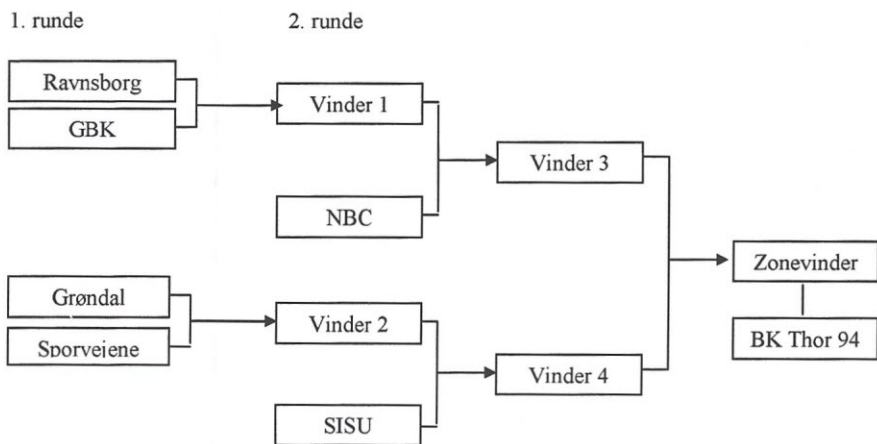 1. runde
2. runde
Ravnsborg
GBK
Vinder 1
NBC
Vinder 3
Grøndal
Sporvejene
Vinder 2
SISU
Vinder 4
Zonevinder
BK Thor 94